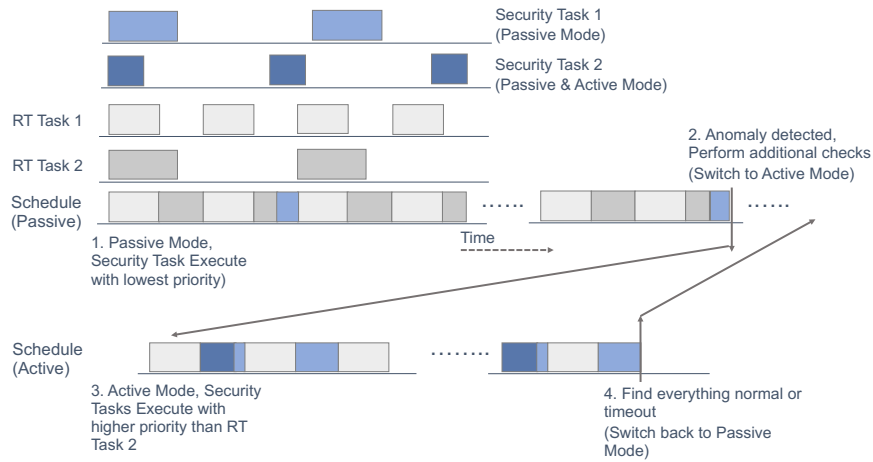 Security Task 1
(Passive Mode)
Security Task 2
(Passive & Active Mode)
RT Task 1
RT Task 2
2. Anomaly detected,
Perform additional checks
(Switch to Active Mode)
Schedule
(Passive)
......
......
1. Passive Mode,
Security Task Execute
with lowest priority)
Time
Schedule
(Active)
........
3. Active Mode, Security
Tasks Execute with
higher priority than RT
Task 2
4. Find everything normal or
timeout
(Switch back to Passive
Mode)